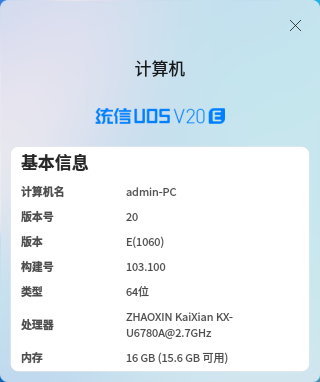 计算机
统信UOS V20 E
基本信息
计算机名 admin-PC
版本号 20
版本 E(1060)
构建号 103.100
类型 64位
处理器 ZHAOXIN KaiXian KX-
U6780A@2.7GHz
内存 16 GB (15.6 GB 可用)